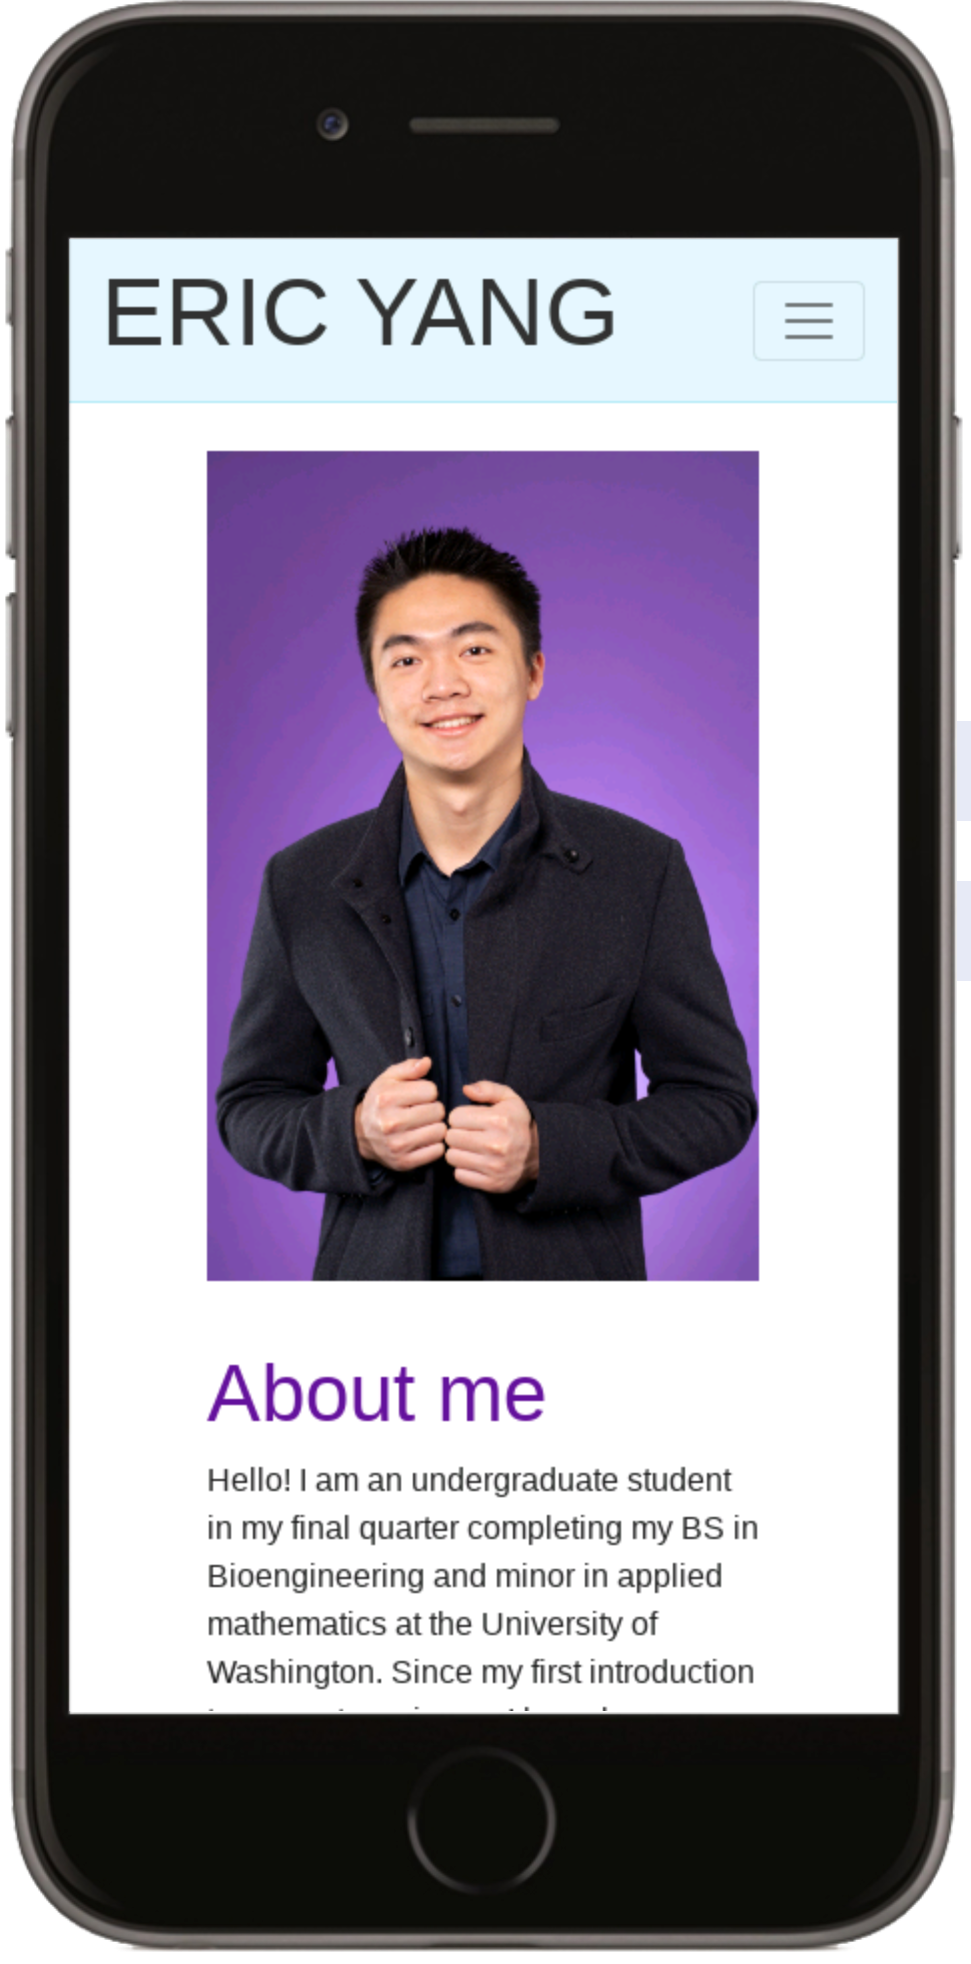 ERIC YANG
About me
Hello! I am an undergraduate student
in my final quarter completing my BS in
Bioengineering and minor in applied
mathematics at the University of
Washington. Since my first introduction